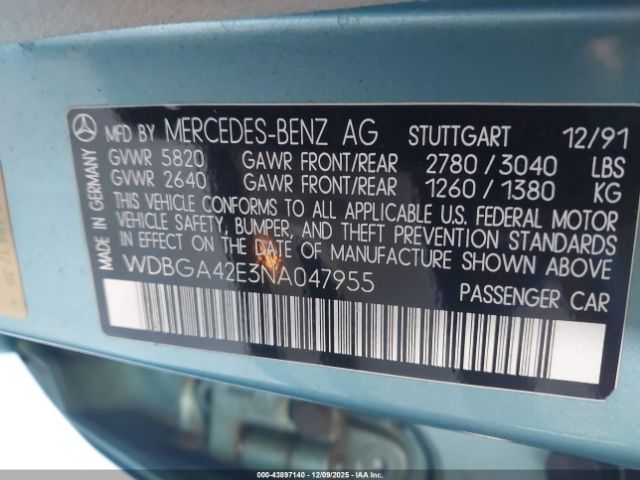 MADE IN GERMANY
MFD BY MERCEDES-BENZ AG STUTTGART 12/91
GVWR 5820 GAWR FRONT/REAR 2780 / 3040 LBS
GVWR 2640 GAWR FRONT/REAR 1260 / 1380 KG
THIS VEHICLE CONFORMS TO ALL APPLICABLE U.S. FEDERAL MOTOR
VEHICLE SAFETY, BUMPER, AND THEFT PREVENTION STANDARDS
IN EFFECT ON THE DATE OF MANUFACTURE SHOWN ABOVE.
WDBGA42E3NA047955
PASSENGER CAR
00-43897140 - 12/09/2025 - IAAI.COM